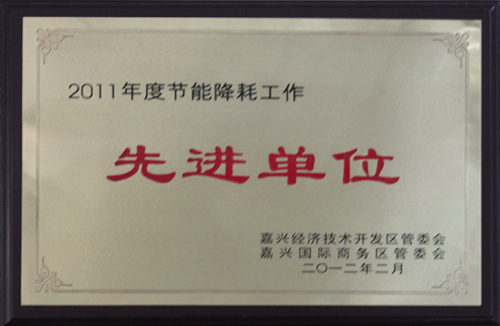 2011年度节能降耗工作
先进单位
嘉兴经济技术开发区管委会
嘉兴国际商务区管委会
二〇一二年二月